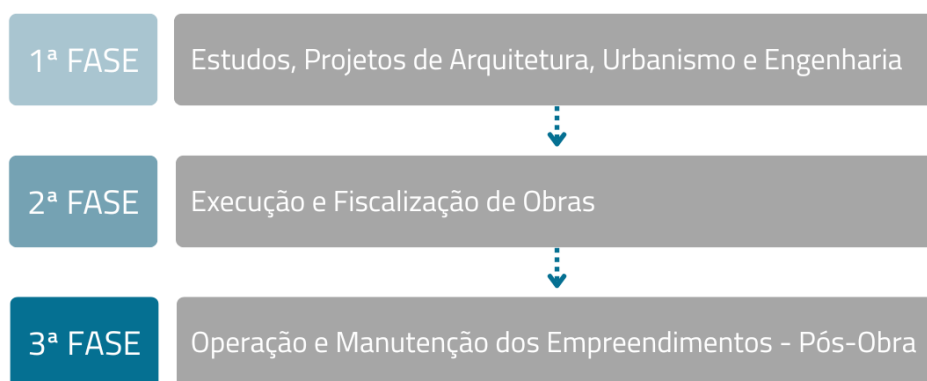 1ª FASE
Estudos, Projetos de Arquitetura, Urbanismo e Engenharia
2ª FASE
Execução e Fiscalização de Obras
3ª FASE
Operação e Manutenção dos Empreendimentos - Pós-Obra